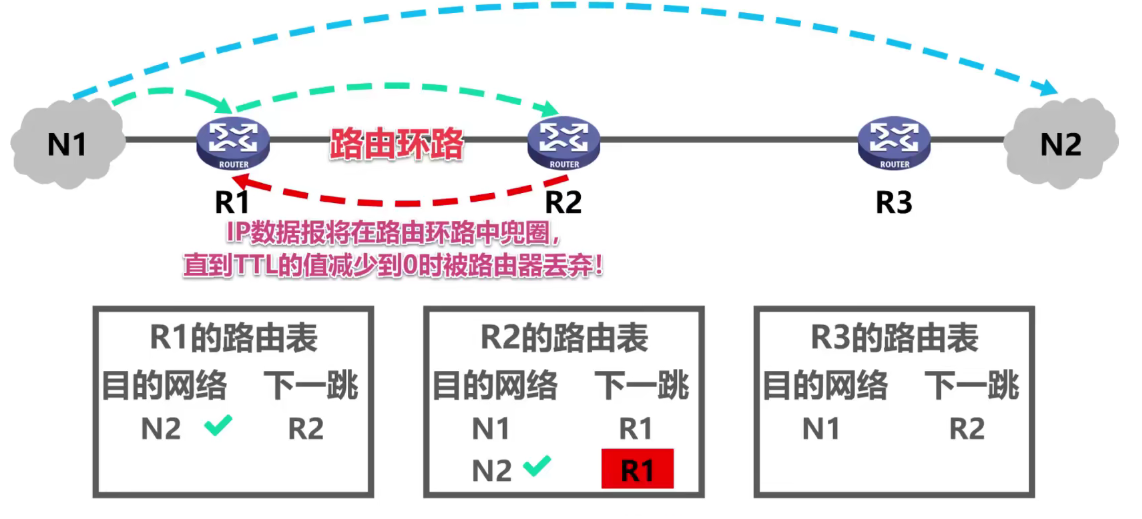 N1
N2
路由环路
ROUTER
ROUTER
ROUTER
R1
R2
R3
IP数据报将在路由环路中兜圈，
直到TTL的值减少到0时被路由器丢弃！
R1的路由表
目的网络 下一跳
N2 R2
R2的路由表
目的网络 下一跳
N1 R1
N2 R1
R3的路由表
目的网络 下一跳
N1 R2